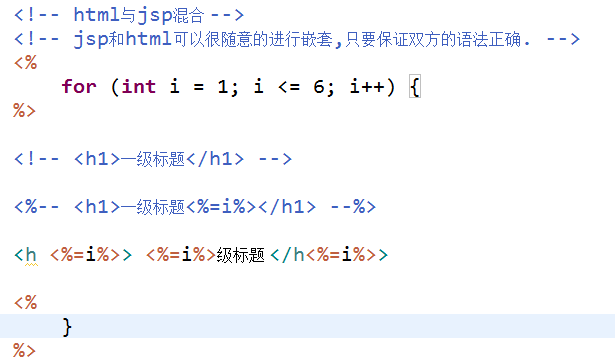 <!-- html与jsp混合 -->
<!-- jsp和html可以很随意的进行嵌套,只要保证双方的语法正确. -->
<%
for (int i = 1; i <= 6; i++) {
%>
<!-- <h1>一级标题</h1> -->
<%-- <h1>一级标题<%=i%></h1> --%>
<h <%=i%>> <%=i%>级标题 </h<%=i%>>
<%
}
%>